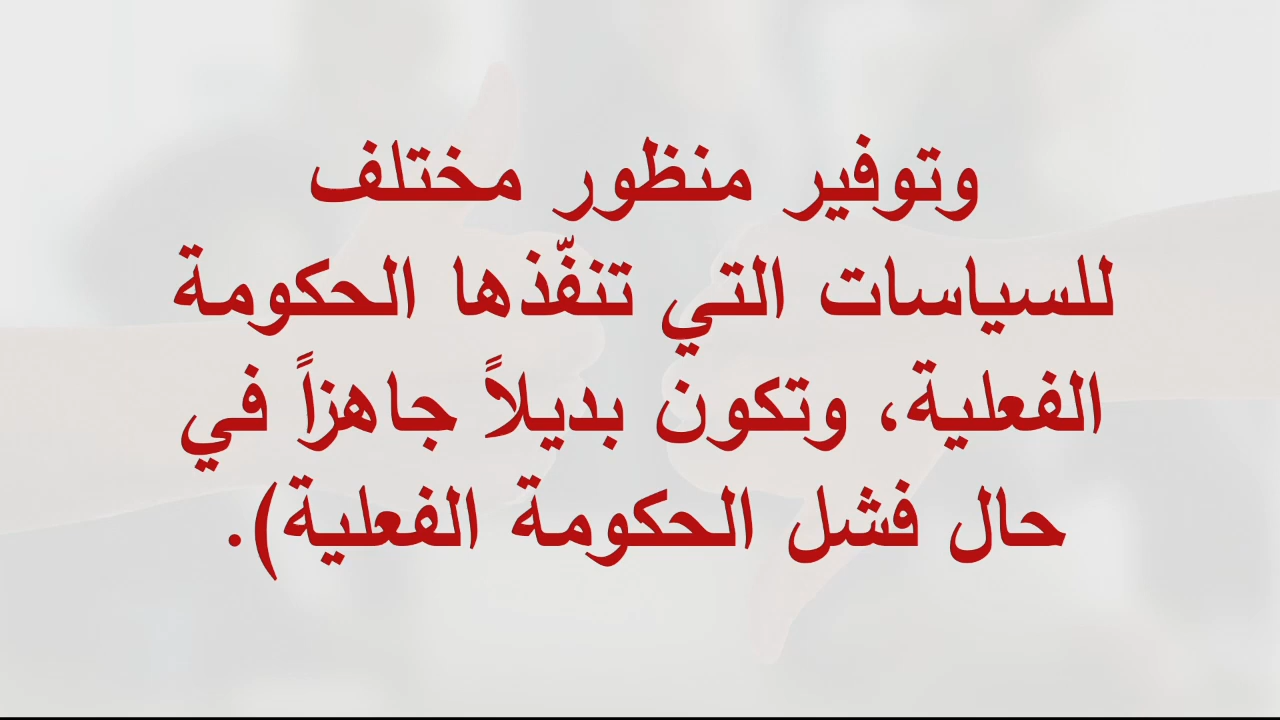 وتوفير منظور مختلف
للسياسات التي تنفّذها الحكومة
الفعلية، وتكون بديلاً جاهزاً في
حال فشل الحكومة الفعلية).